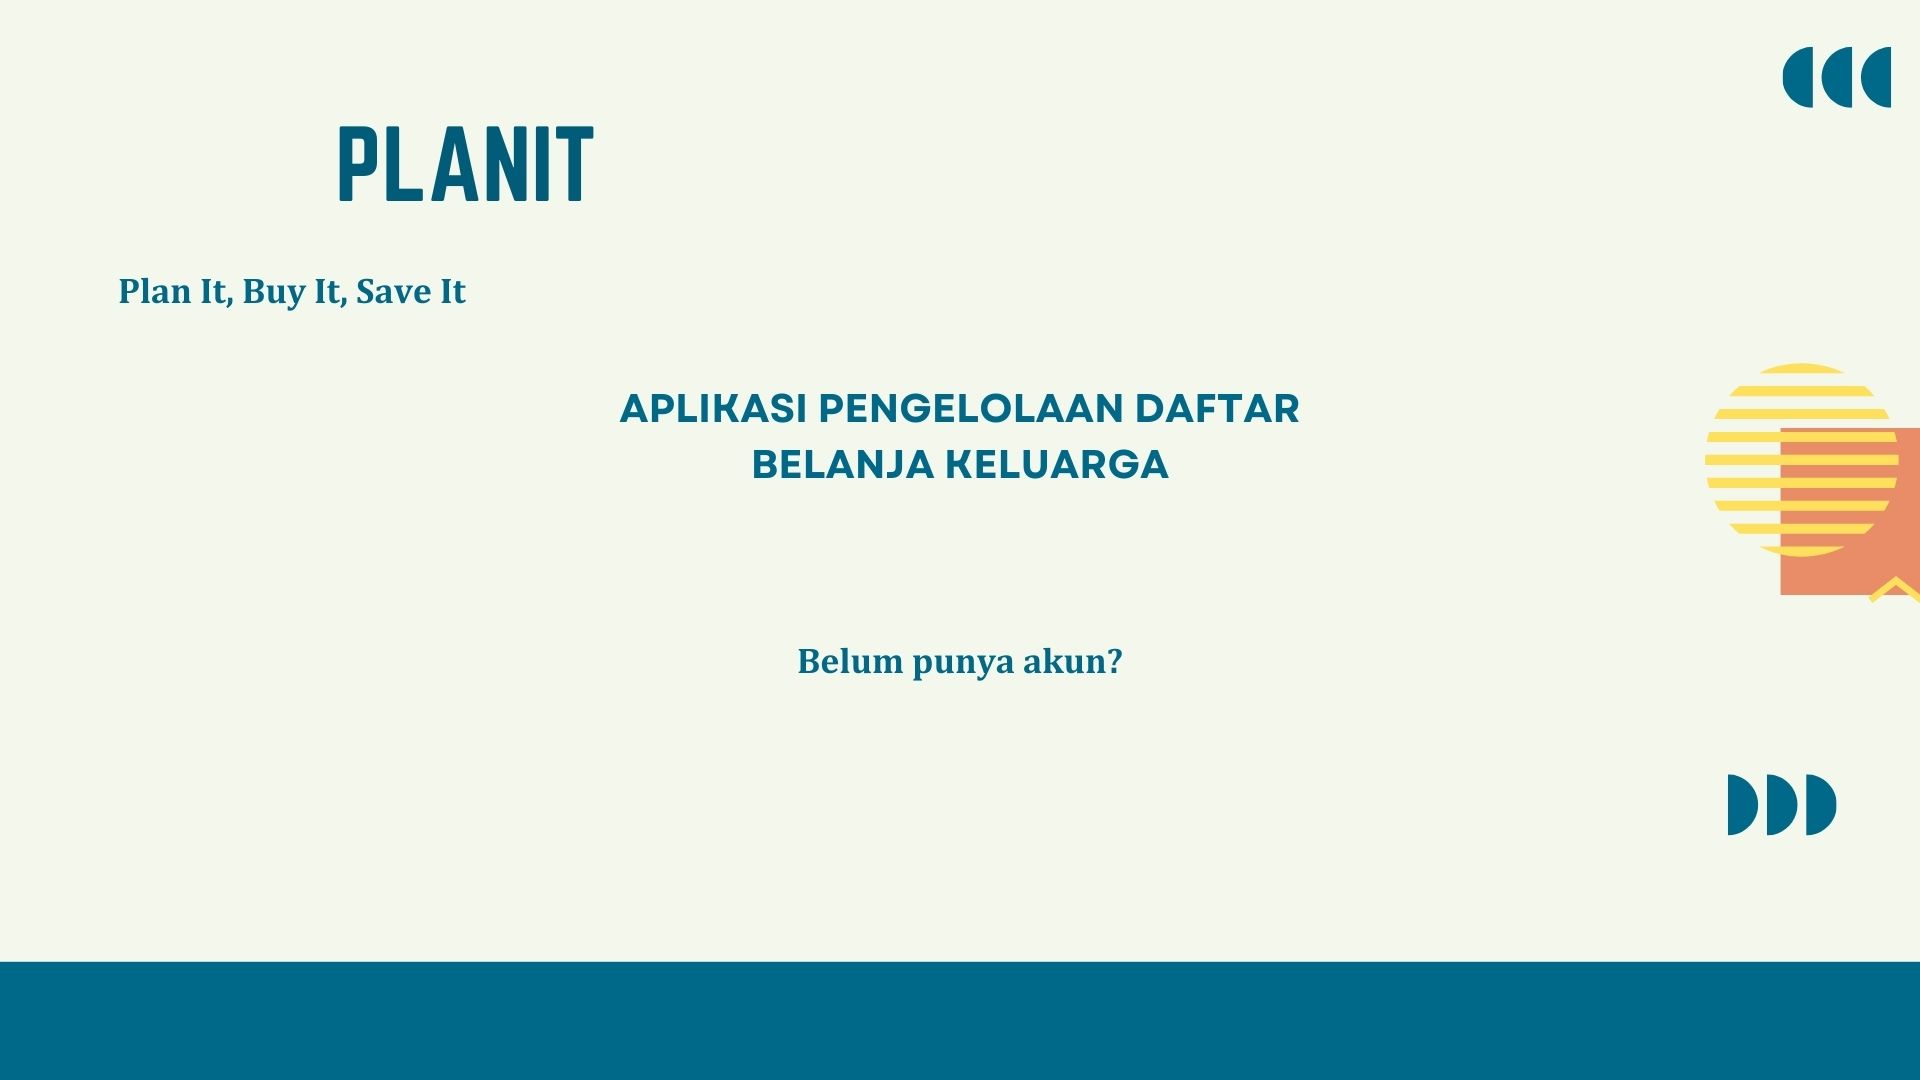 PLANIT
Plan It, Buy It, Save It
APLIKASI PENGELOLAAN DAFTAR
BELANJA KELUARGA
Belum punya akun?